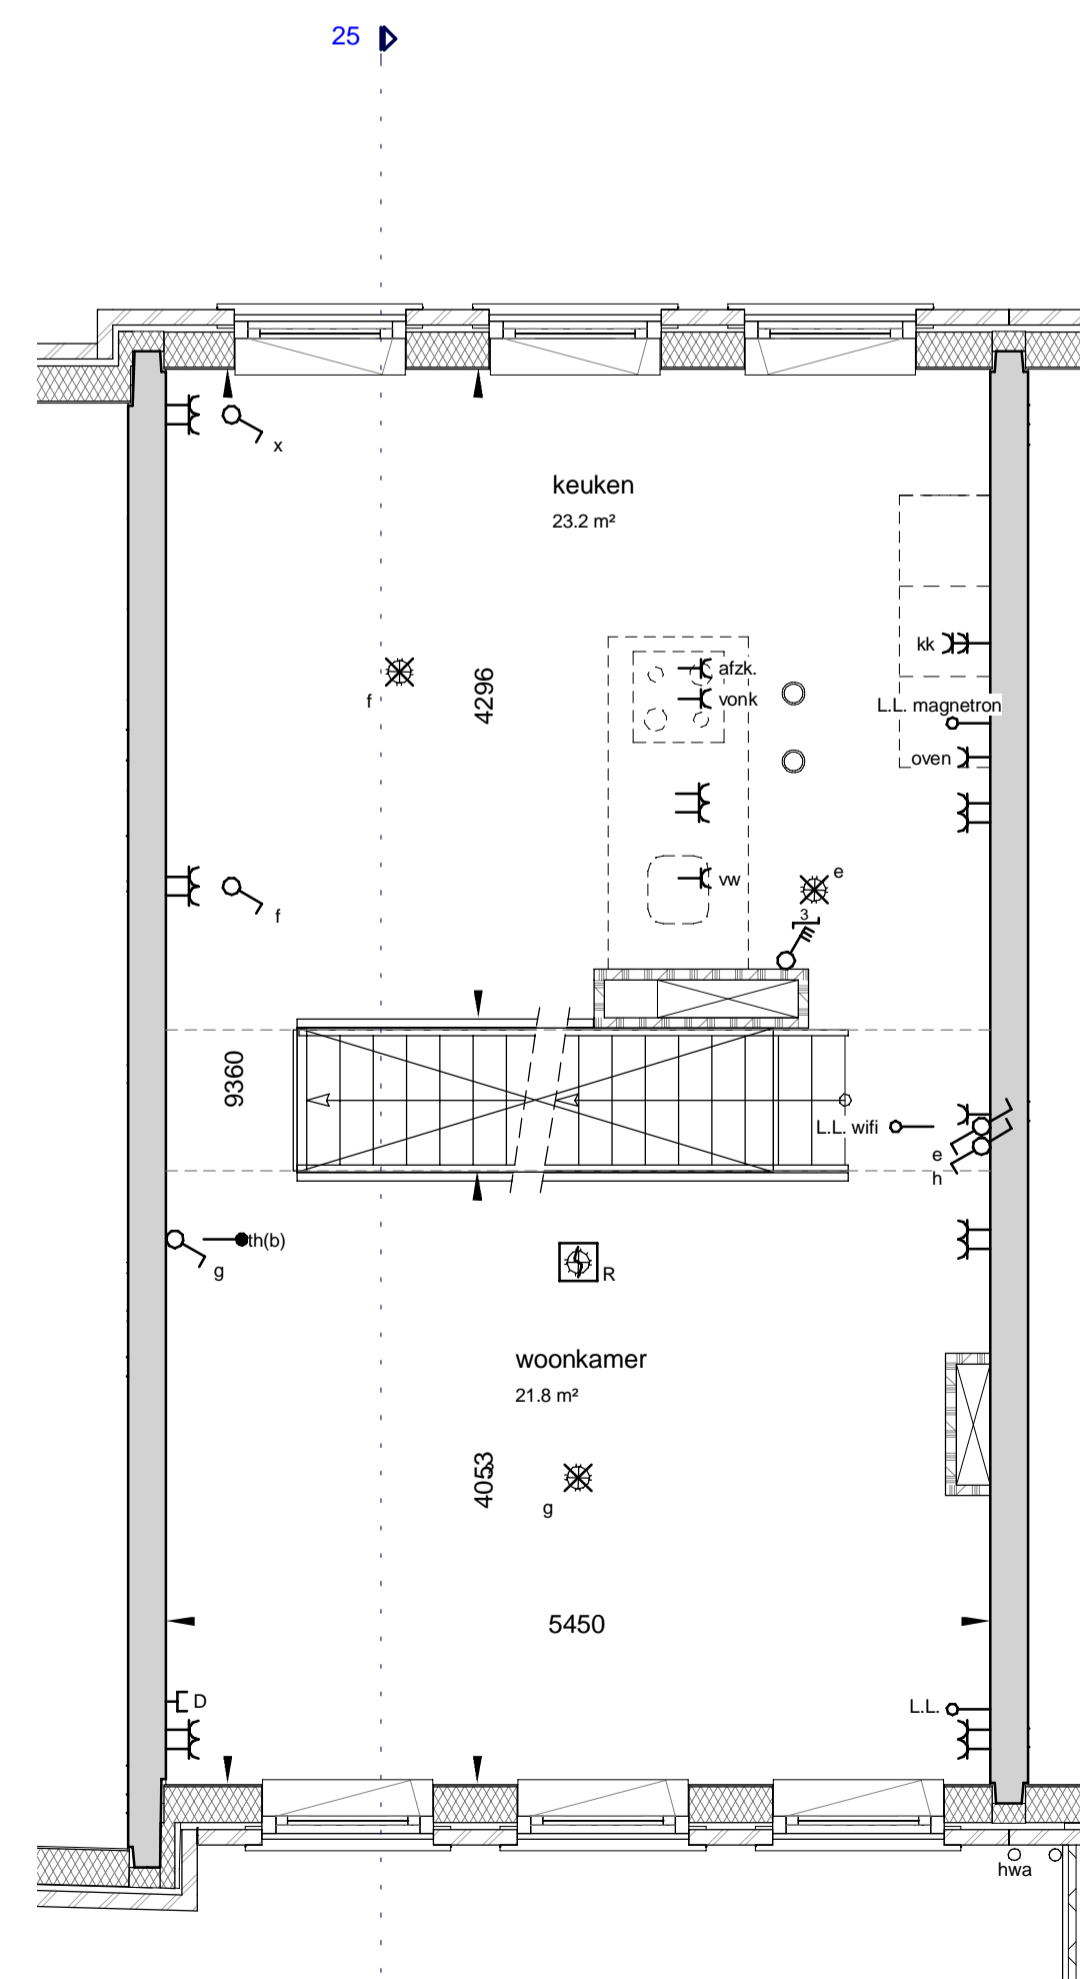 25
x
keuken
23.2 m²
kk
afzk.
f
4296
vonk
L.L. magnetron
oven
e
vw
3
f
9360
L.L. wifi
e
h
th(b)
g
R
woonkamer
21.8 m²
4053
g
5450
D
L.L.
hwa